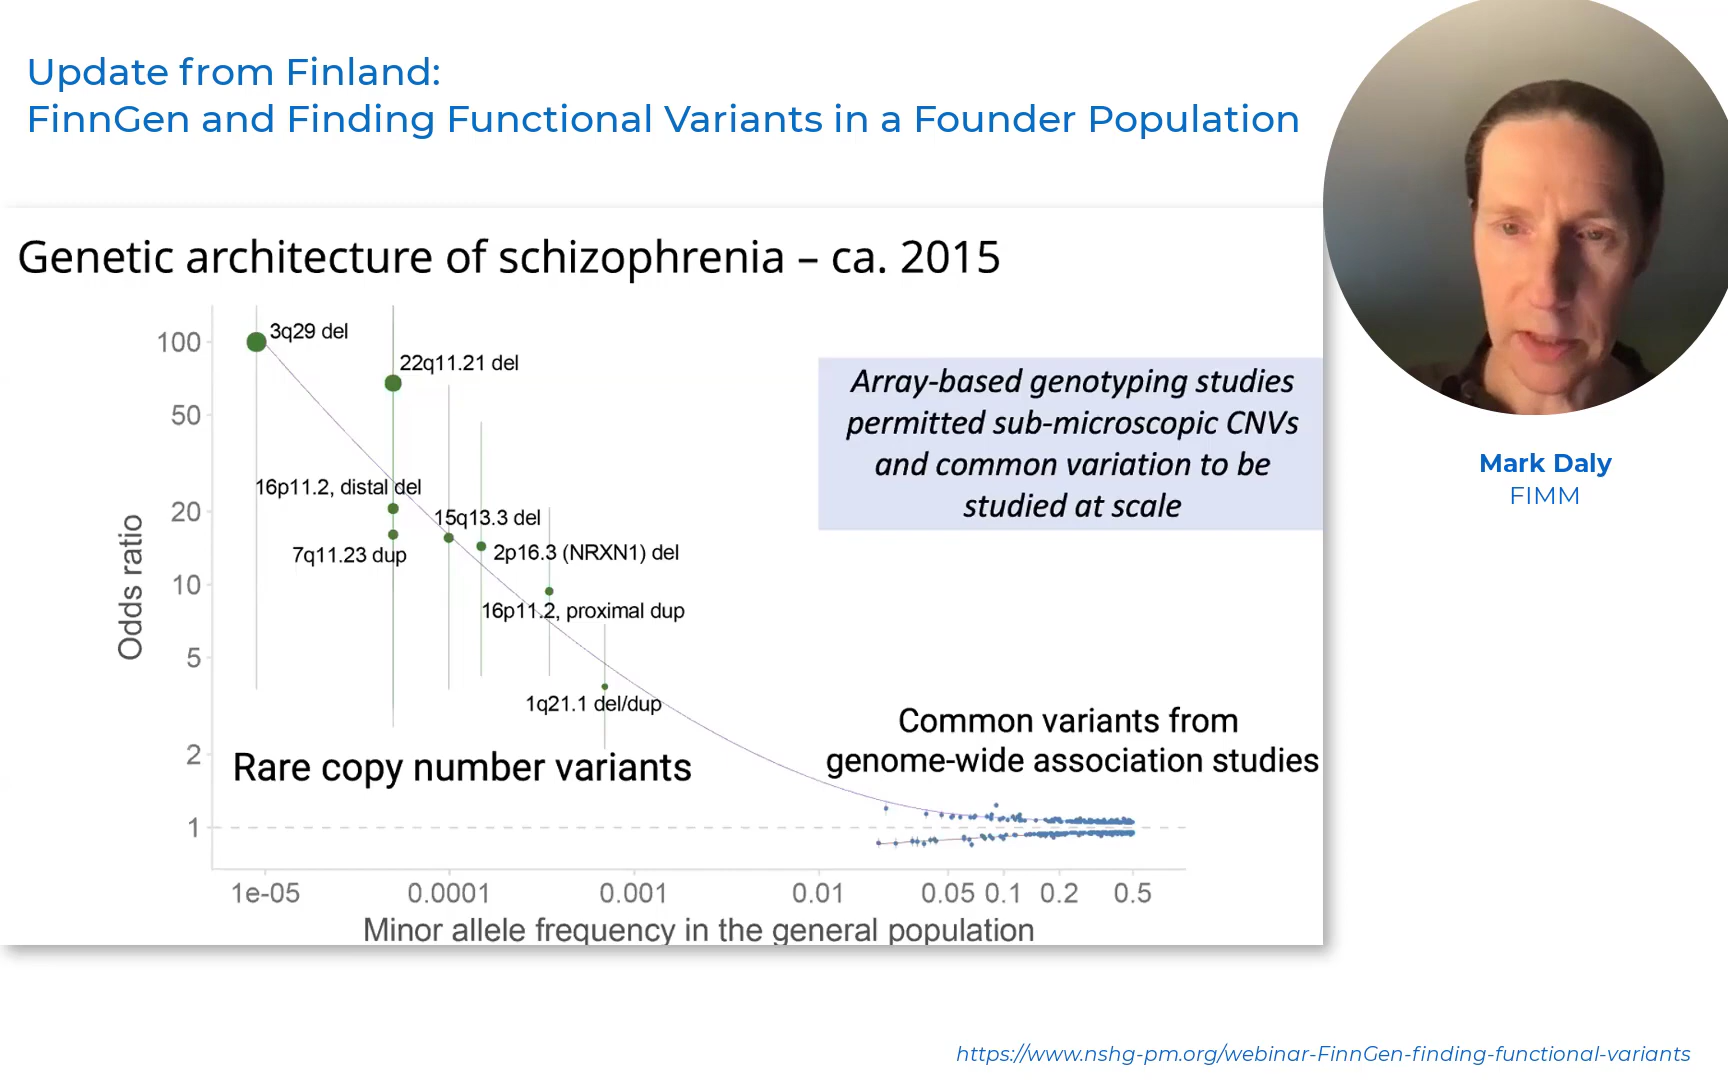 Update from Finland:
FinnGen and Finding Functional Variants in a Founder Population
Genetic architecture of schizophrenia – ca. 2015
100
50
20
10
5
2
1
Odds ratio
3q29 del
22q11.21 del
16p11.2, distal del
15q13.3 del
7q11.23 dup
2p16.3 (NRXN1) del
16p11.2, proximal dup
1q21.1 del/dup
Rare copy number variants
Array-based genotyping studies
permitted sub-microscopic CNVs
and common variation to be
studied at scale
Common variants from
genome-wide association studies
1e-05 0.0001 0.001 0.01 0.05 0.1 0.2 0.5
Minor allele frequency in the general population
Mark Daly
FIMM
https://www.nshg-pm.org/webinar-FinnGen-finding-functional-variants